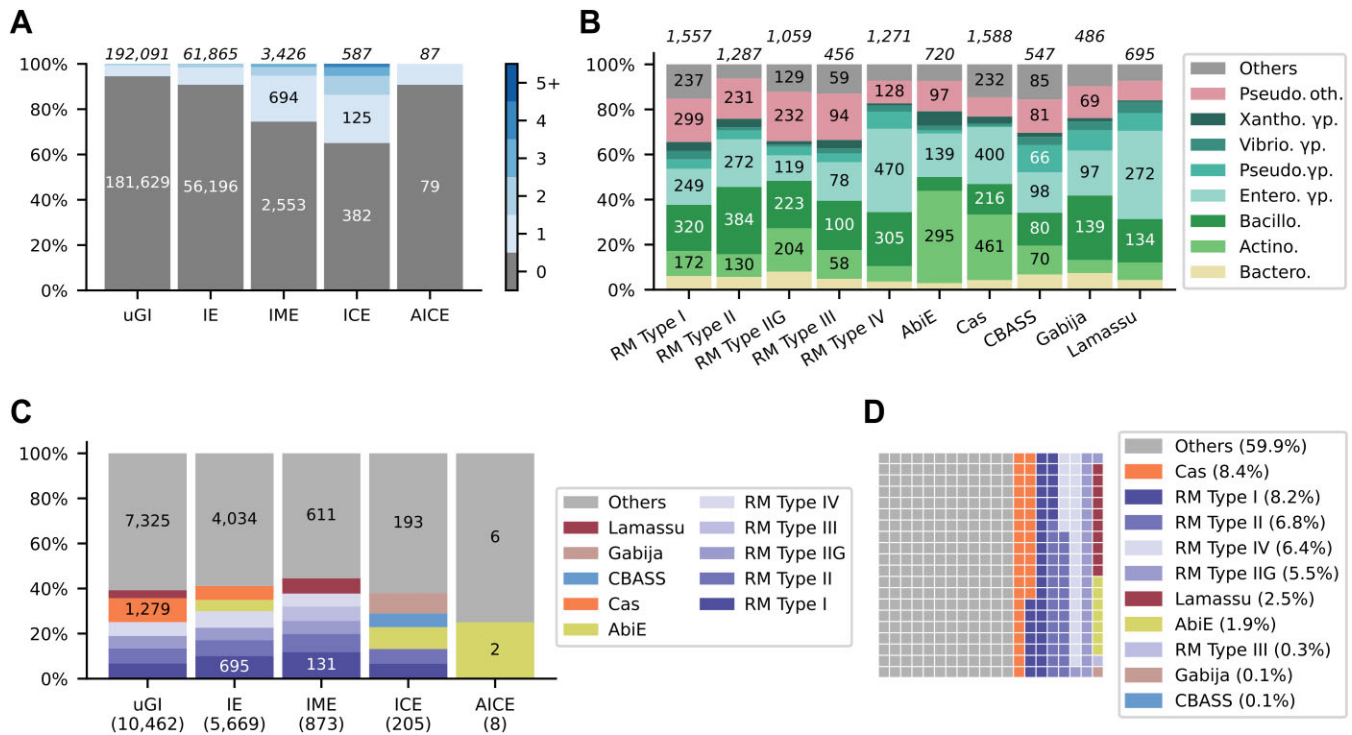 A
192,091 61,865 3,426 587 87
100%
80%
60%
40%
20%
0%
694
125
181,629
56,196
2,553
382
79
uGI IE IME ICE AICE
5+
4
3
2
1
0
B
1,557 1,287 1,059 456 1,271 720 1,588 547 486 695
100%
80%
60%
40%
20%
0%
237 299 249 320 172
231 272 384 130
129 232 119 223 204
59 94 78 100 58
128 470 305
97 139 295
232 400 216 461
85 81 66 98 80 70
69 97 139
272 134
RM Type I
RM Type II
RM Type IIG
RM Type III
RM Type IV
AbiE
Cas
CBASS
Gabija
Lamassu
Others
Pseudo. oth.
Xantho. γp.
Vibrio. γp.
Pseudo.γp.
Entero. γp.
Bacillo.
Actino.
Bactero.
C
100%
80%
60%
40%
20%
0%
7,325
4,034
611
193
6
1,279
695
131
2
uGI IE IME ICE AICE
(10,462) (5,669) (873) (205) (8)
Others
Lamassu
Gabija
CBASS
Cas
AbiE
RM Type IV
RM Type III
RM Type IIG
RM Type II
RM Type I
D
Others (59.9%)
Cas (8.4%)
RM Type I (8.2%)
RM Type II (6.8%)
RM Type IV (6.4%)
RM Type IIG (5.5%)
Lamassu (2.5%)
AbiE (1.9%)
RM Type III (0.3%)
Gabija (0.1%)
CBASS (0.1%)